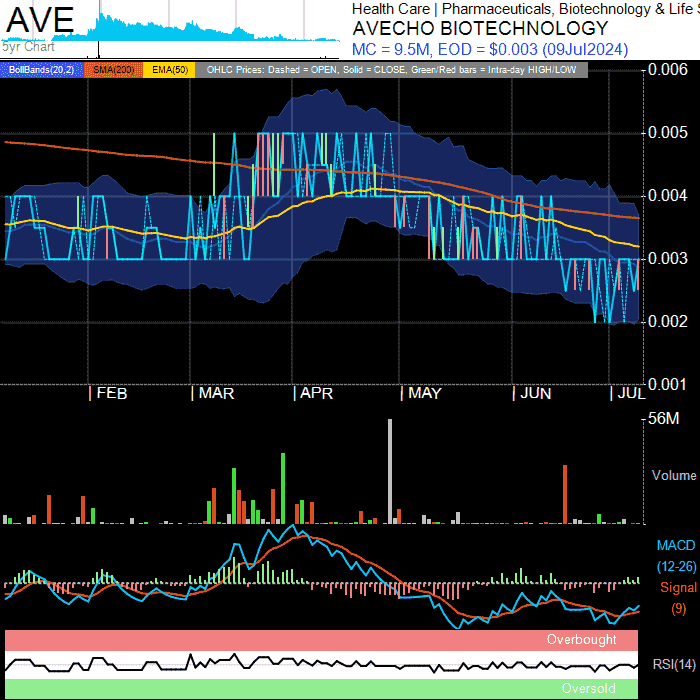 AVE
5yr Chart
Health Care | Pharmaceuticals, Biotechnology & Life S
AVECHO BIOTECHNOLOGY
MC = 9.5M, EOD = $0.003 (09Jul2024)
BollBands(20,2) SMA(200) EMA(50) OHLC Prices: Dashed = OPEN, Solid = CLOSE, Green/Red bars = Intra-day HIGH/LOW
0.006
0.005
0.004
0.003
0.002
0.001
FEB MAR APR MAY JUN JUL
56M
Volume
MACD
(12-26)
Signal
(9)
Overbought
RSI(14)
Oversold